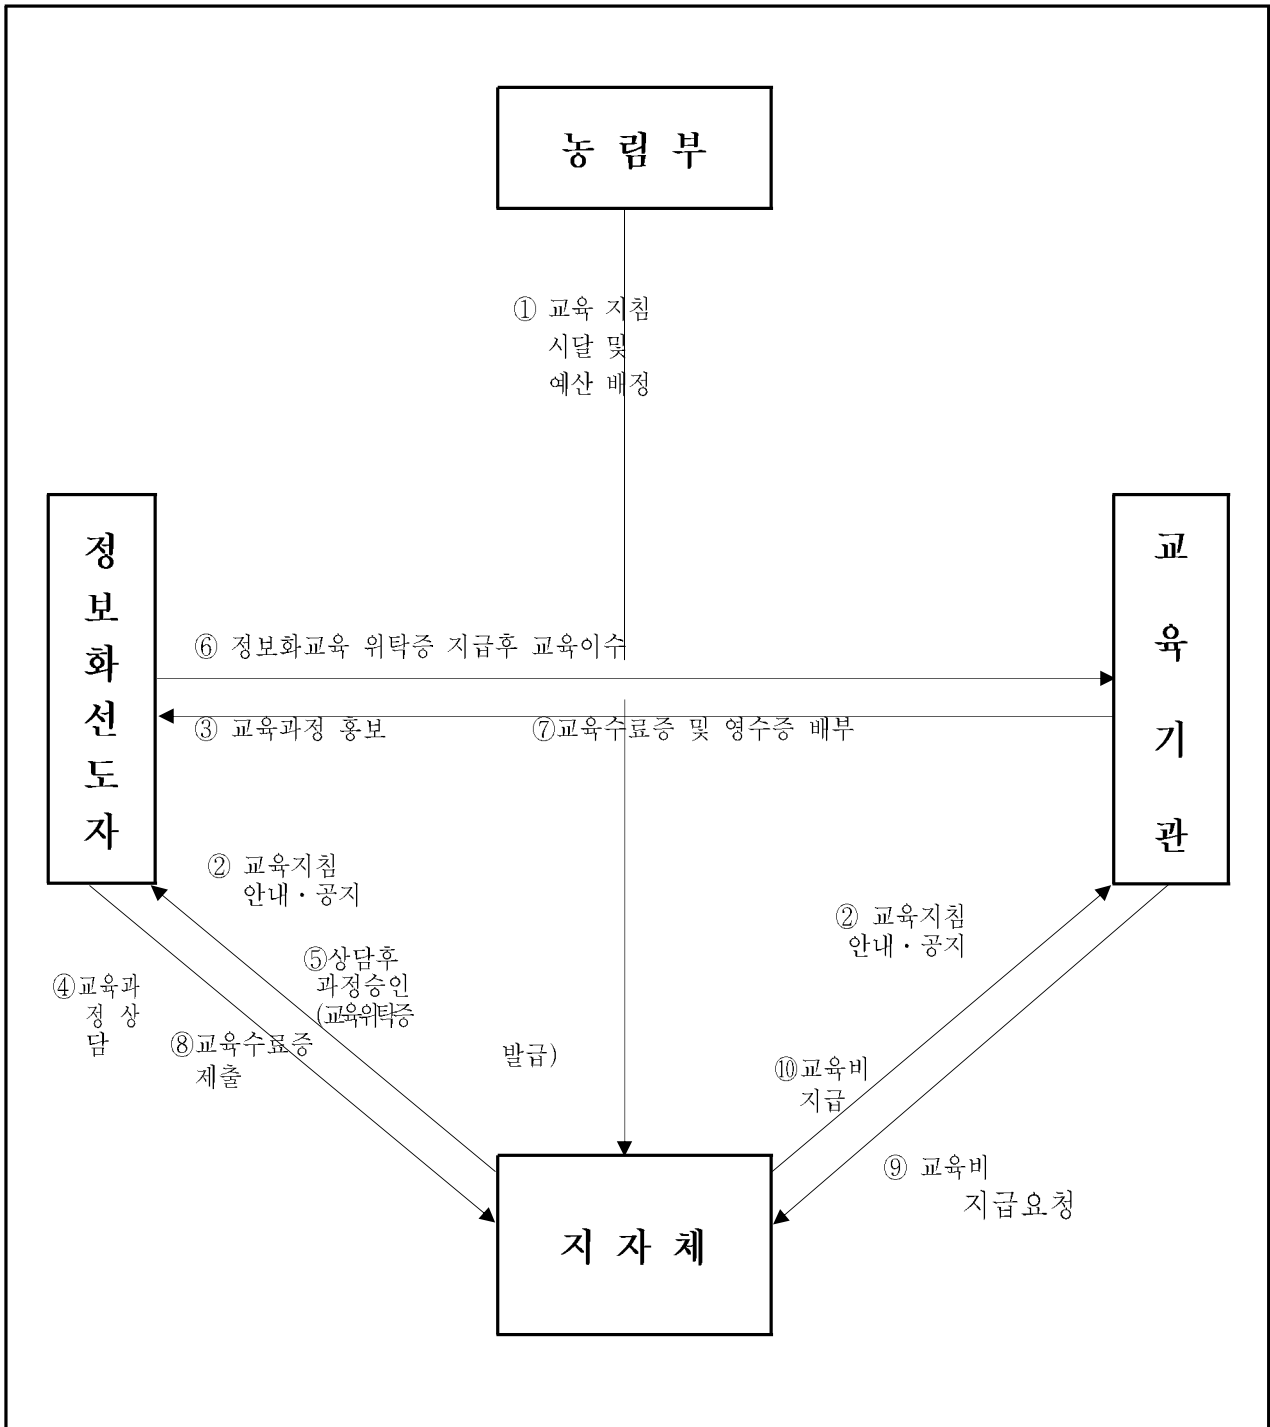 농 림 부
① 교육 지침
시달 및
예산 배정
정
보
화
선
도
자
교
육
기
관
⑥ 정보화교육 위탁증 지급후 교육이수
③ 교육과정 홍보
⑦교육수료증 및 영수증 배부
② 교육지침
안내·공지
② 교육지침
안내·공지
⑤상담후
과정승인
(교육위탁증
발급)
④교육과
정 상
담
⑧교육수료증
제출
⑩교육비
지급
⑨ 교육비
지급요청
지 자 체